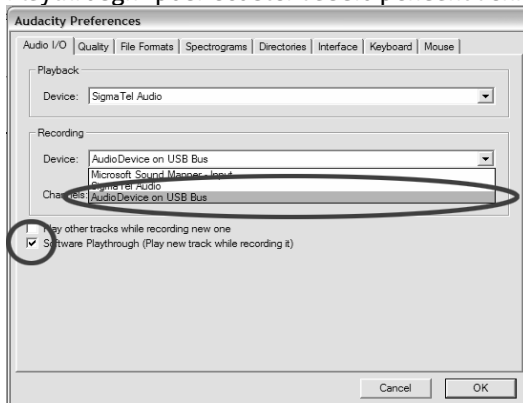 Audacity Preferences
Audio I/O Quality File Formats Spectrograms Directories Interface Keyboard Mouse
Playback
Device: SigmaTel Audio
Recording
Device: AudioDevice on USB Bus
Microsoft Sound Mapper - Input
SigmaTel Audio
Channels: AudioDevice on USB Bus
Play other tracks while recording new one
Software Playthrough (Play new track while recording it)
Cancel OK